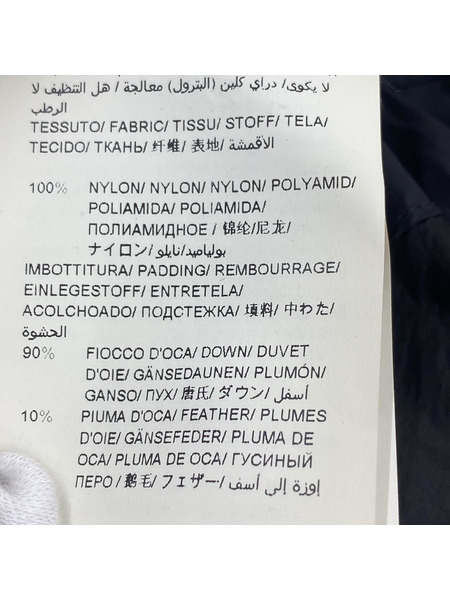 لا يكوى/ دراي كلين (البترول) معالجة / هل التنظيف لا
الرطب
TESSUTO/ FABRIC/ TISSU/ STOFF/ TELA/
TECIDO/ ТКАНЬ/ 纤维/ 表地/ الأقمشة
100% NYLON/ NYLON/ NYLON/ POLYAMID/
POLIAMIDA/ POLIAMIDA/
ПОЛИАМИДНОЕ / 锦纶/尼龙/
ナイロン/ بولياميد/نايلو
IMBOTTITURA/ PADDING/ REMBOURRAGE/
EINLEGESTOFF/ ENTRETELA/
ACOLCHOADO/ ПОДСТЕЖКА/ 填料/ 中わた/
الحشوة
90% FIOCCO D'OCA/ DOWN/ DUVET
D'OIE/ GÄNSEDAUNEN/ PLUMÓN/
GANSO/ ПУХ/ 唐氏/ ダウン/ أسفل/
10% PIUMA D'OCA/ FEATHER/ PLUMES
D'OIE/ GÄNSEFEDER/ PLUMA DE
OCA/ PLUMA DE OCA/ ГУСИНЫЙ
ПЕРО / 鹅毛/ フェザー/ إوزة إلى أسف /